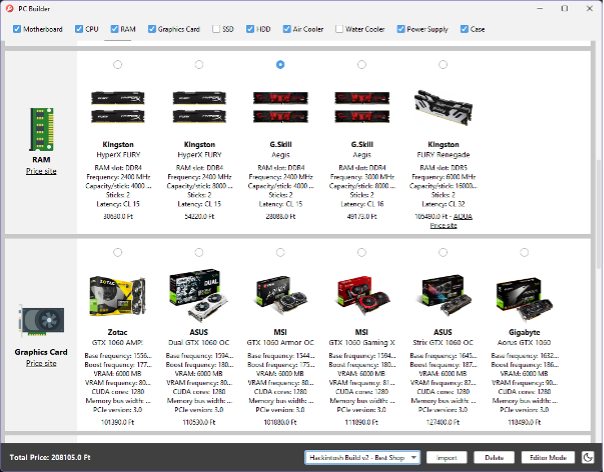 PC Builder
Motherboard CPU RAM Graphics Card SSD HDD Air Cooler Water Cooler Power Supply Case
RAM
Price site
Kingston
HyperX FURY
RAM slot: DDR4
Frequency: 2400 MHz
Capacity/stick: 4000 ...
Sticks: 2
Latency: CL 15
30630.0 Ft
Kingston
HyperX FURY
RAM slot: DDR4
Frequency: 2400 MHz
Capacity/stick: 8000 ...
Sticks: 2
Latency: CL 15
54220.0 Ft
G.Skill
Aegis
RAM slot: DDR4
Frequency: 2400 MHz
Capacity/stick: 4000 ...
Sticks: 2
Latency: CL 15
28088.0 Ft
G.Skill
Aegis
RAM slot: DDR4
Frequency: 3000 MHz
Capacity/stick: 8000 ...
Sticks: 2
Latency: CL 16
49173.0 Ft
Kingston
FURY Renegade
RAM slot: DDR5
Frequency: 6000 MHz
Capacity/stick: 16000 ...
Sticks: 2
Latency: CL 32
105490.0 Ft - AQUA
Price site
Graphics Card
Price site
Zotac
GTX 1060 AMP!
Base frequency: 1556...
Boost frequency: 177...
VRAM: 6000 MB
VRAM frequency: 80...
CUDA cores: 1280
Memory bus width: ...
PCIe version: 3.0
101390.0 Ft
ASUS
Dual GTX 1060 OC
Base frequency: 1594...
Boost frequency: 180...
VRAM: 6000 MB
VRAM frequency: 80...
CUDA cores: 1280
Memory bus width: ...
PCIe version: 3.0
110530.0 Ft
MSI
GTX 1060 Armor OC
Base frequency: 1544...
Boost frequency: 175...
VRAM: 6000 MB
VRAM frequency: 80...
CUDA cores: 1280
Memory bus width: ...
PCIe version: 3.0
101880.0 Ft
MSI
GTX 1060 Gaming X
Base frequency: 1594...
Boost frequency: 180...
VRAM: 6000 MB
VRAM frequency: 81...
CUDA cores: 1280
Memory bus width: ...
PCIe version: 3.0
111890.0 Ft
ASUS
Strix GTX 1060 OC
Base frequency: 1645...
Boost frequency: 187...
VRAM: 6000 MB
VRAM frequency: 82...
CUDA cores: 1280
Memory bus width: ...
PCIe version: 3.0
127400.0 Ft
Gigabyte
Aorus GTX 1060
Base frequency: 1632...
Boost frequency: 186...
VRAM: 6000 MB
VRAM frequency: 90...
CUDA cores: 1280
Memory bus width: ...
PCIe version: 3.0
118490.0 Ft
Total Price: 208105.0 Ft
Hackintosh Build v2 - Best Shop
Import
Delete
Editor Mode